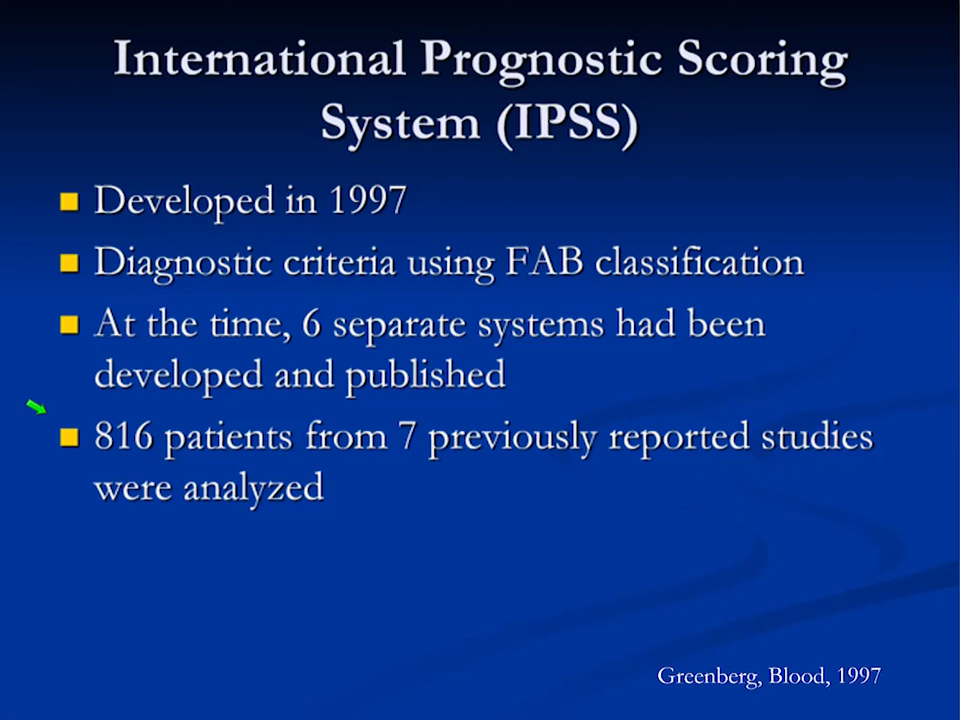 International Prognostic Scoring
System (IPSS)
Developed in 1997
Diagnostic criteria using FAB classification
At the time, 6 separate systems had been
developed and published
816 patients from 7 previously reported studies
were analyzed
Greenberg, Blood, 1997